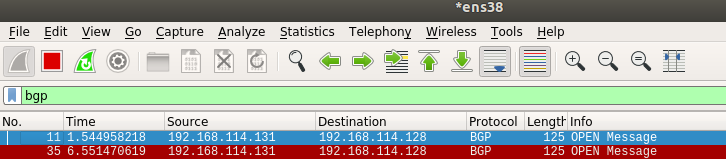 *ens38
File Edit View Go Capture Analyze Statistics Telephony Wireless Tools Help
bgp
No. Time Source Destination Protocol Length Info
11 1.544958218 192.168.114.131 192.168.114.128 BGP 125 OPEN Message
35 6.551470619 192.168.114.131 192.168.114.128 BGP 125 OPEN Message